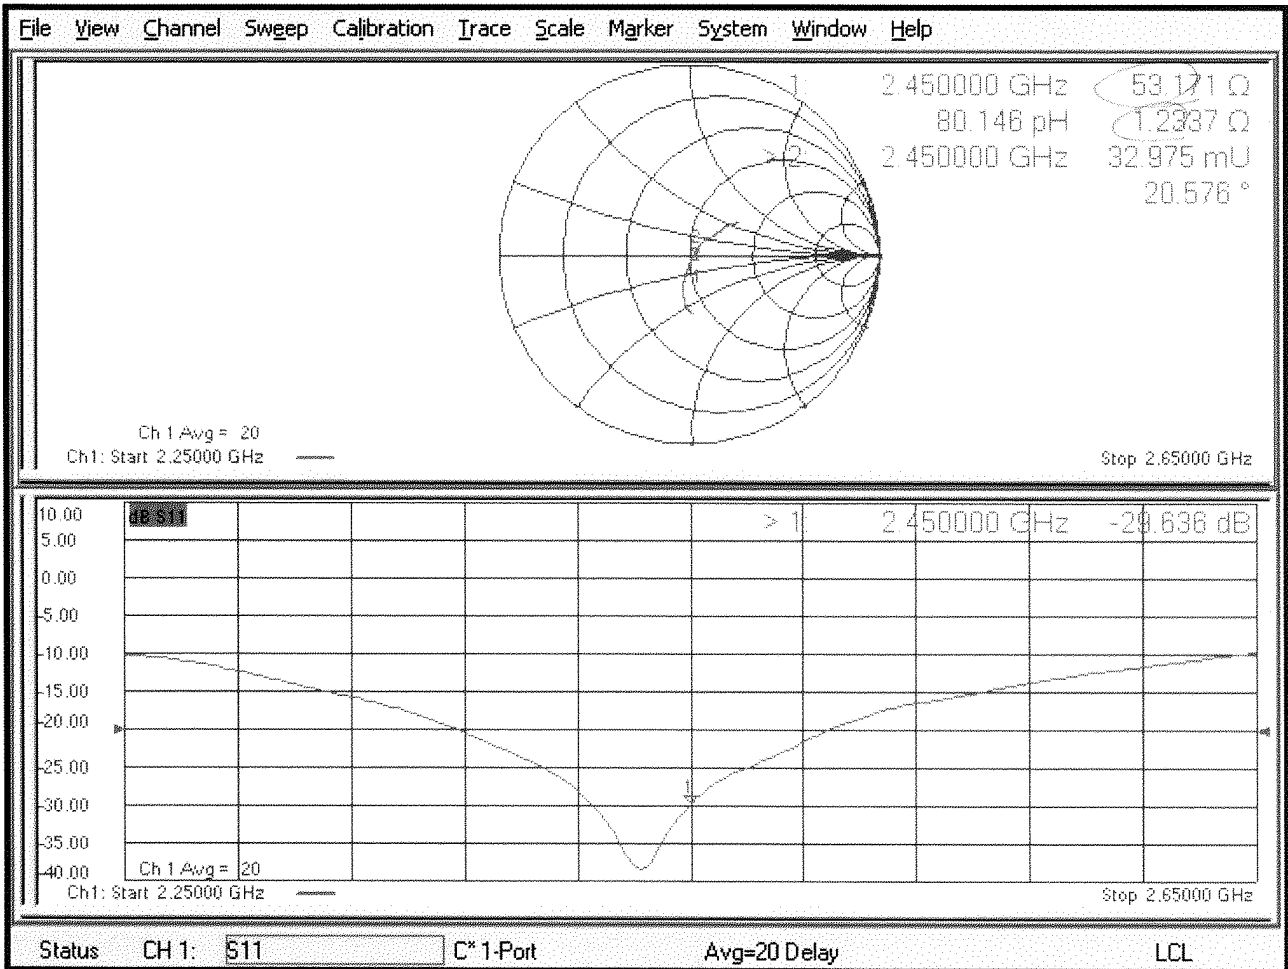 File View Channel Sweep Calibration Trace Scale Marker System Window Help
1: 2.450000 GHz 53.171 Ω
80.146 pH 1.2337 Ω
> 2: 2.450000 GHz 32.975 mU
20.576 °
Ch 1 Avg = 20
Ch1: Start 2.25000 GHz
Stop 2.65000 GHz
10.00
dB S11
> 1: 2.450000 GHz -29.636 dB
5.00
0.00
-5.00
-10.00
-15.00
-20.00
-25.00
-30.00
1
-35.00
-40.00
Ch 1 Avg = 20
Ch1: Start 2.25000 GHz
Stop 2.65000 GHz
Status CH 1: S11 C* 1-Port Avg=20 Delay LCL